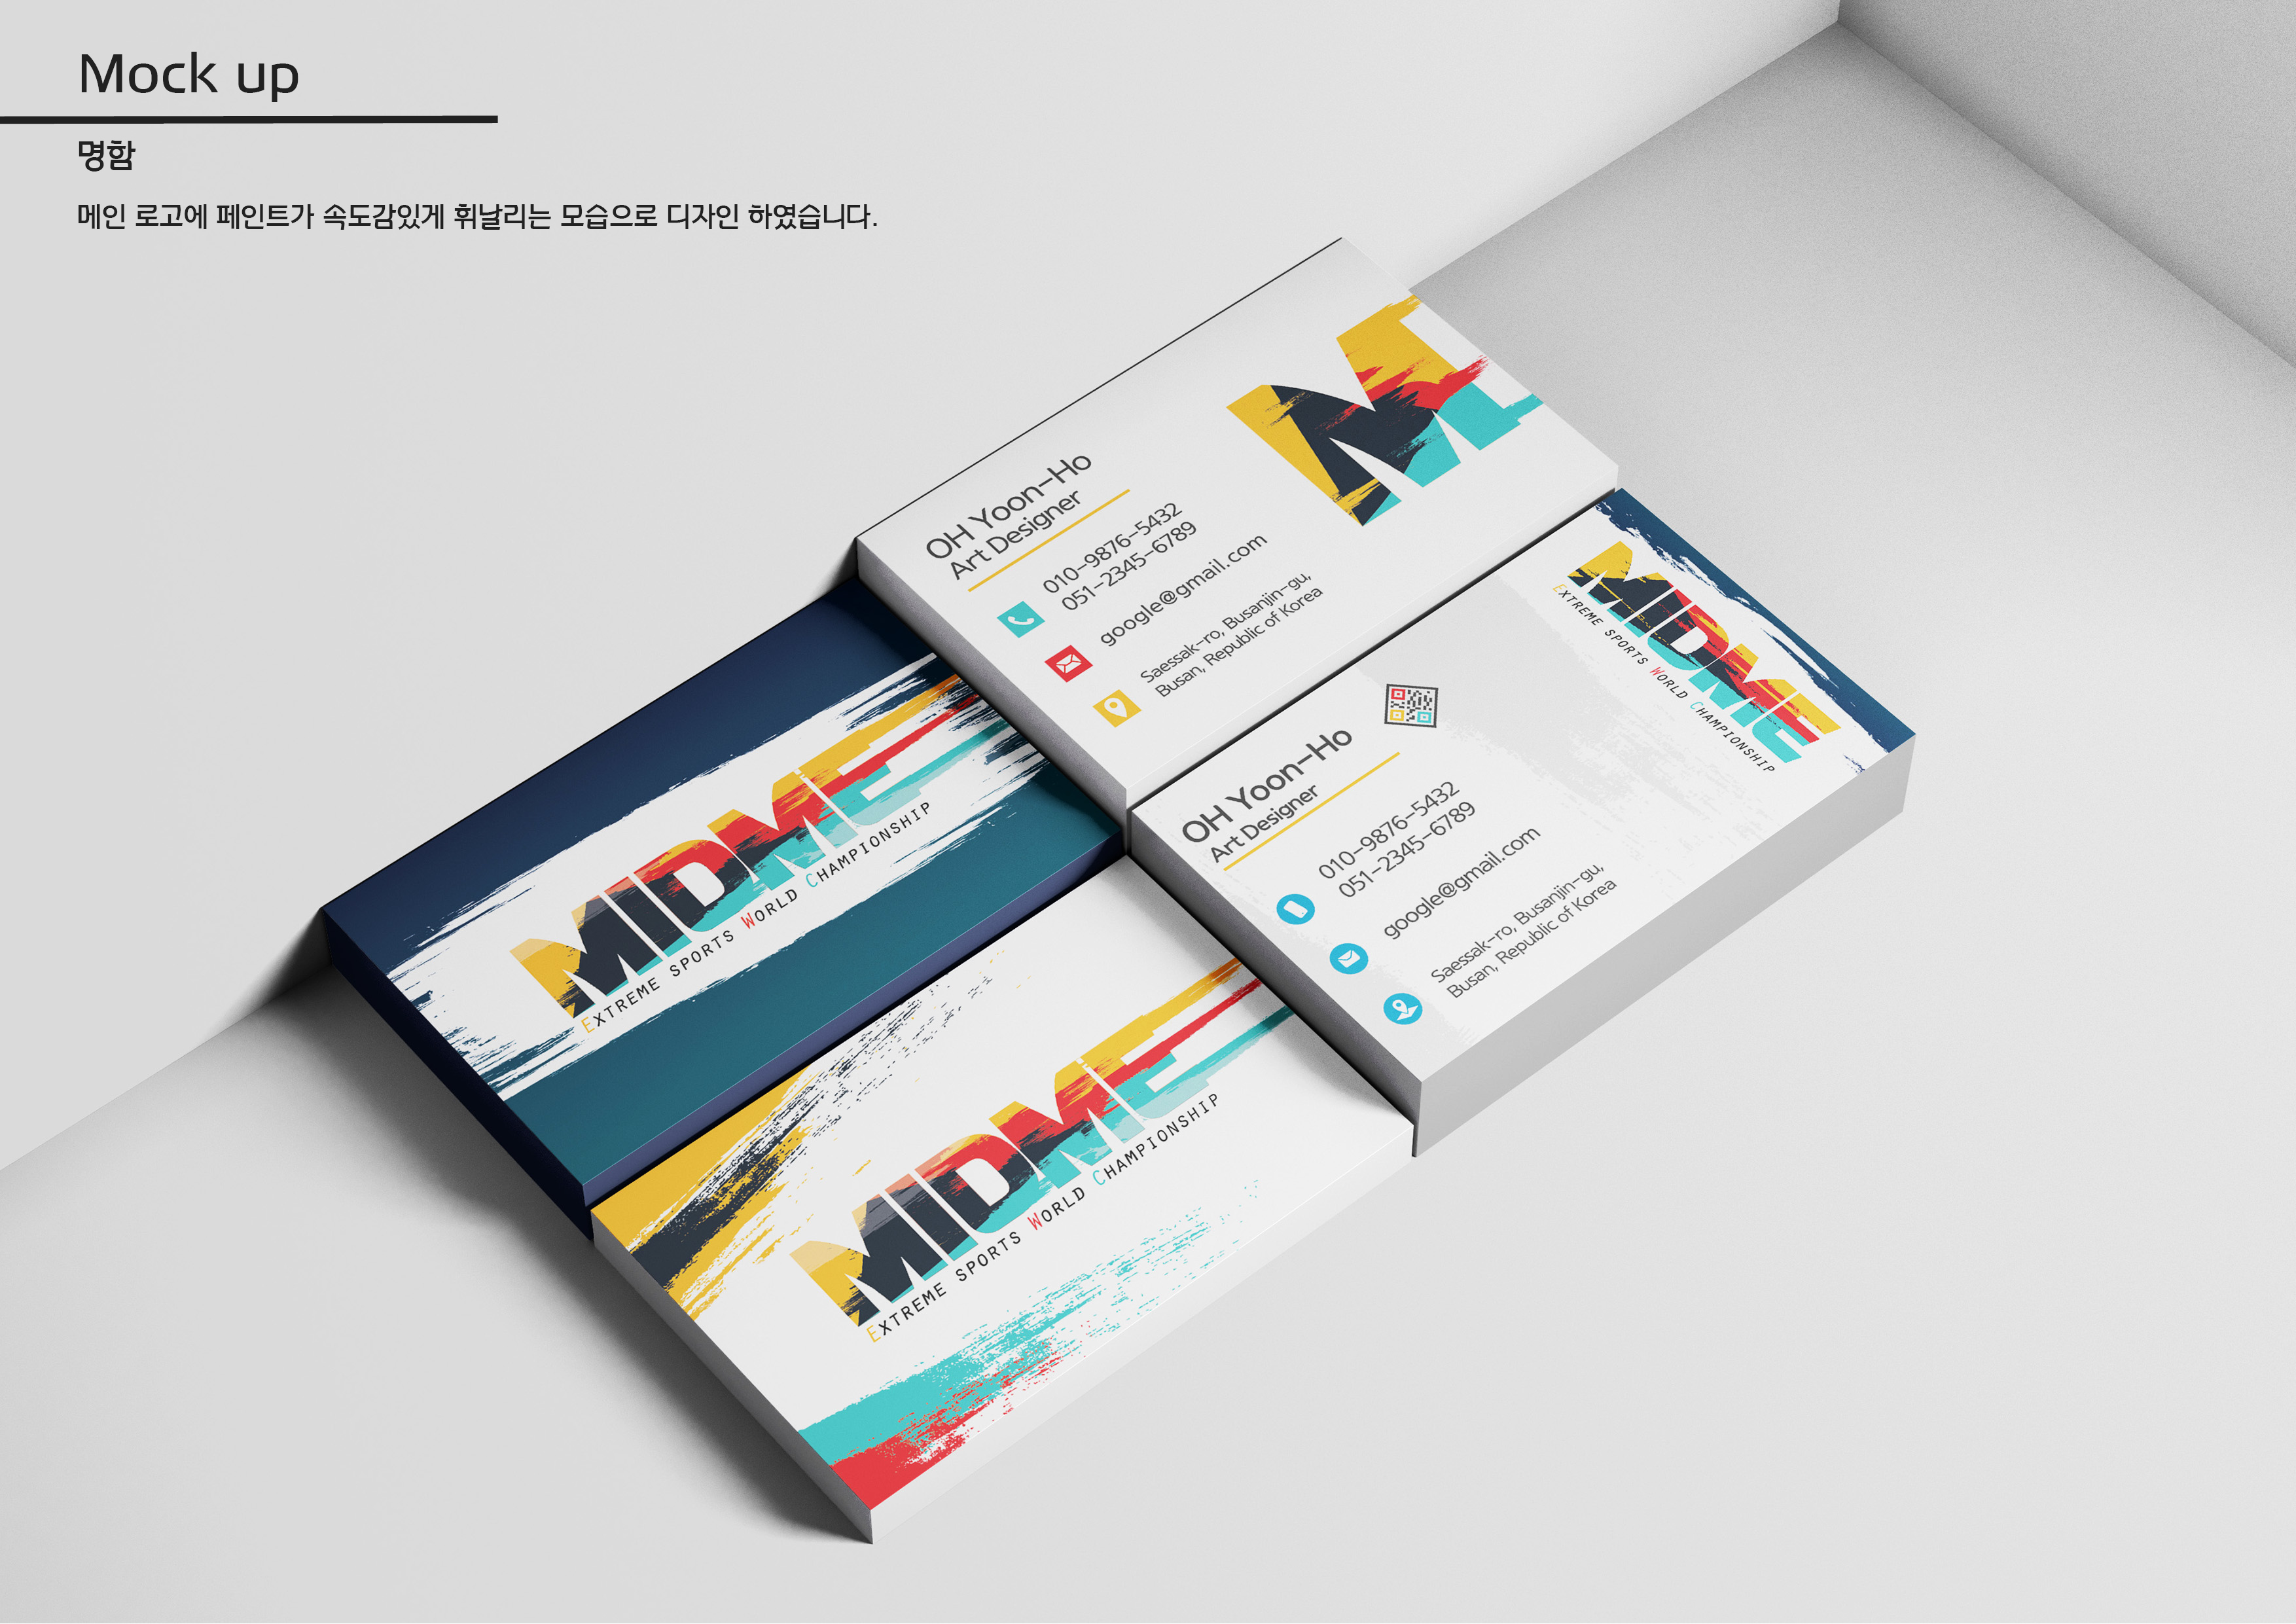 Mock up
명함
메인 로고에 페인트가 속도감있게 휘날리는 모습으로 디자인 하였습니다.
OH Yoon-Ho
Art Designer
010-9876-5432
051-2345-6789
google@gmail.com
Saessak-ro, Busanjin-gu,
Busan, Republic of Korea
M
MIDME
EXTREME SPORTS WORLD CHAMPIONSHIP
OH Yoon-Ho
Art Designer
010-9876-5432
051-2345-6789
google@gmail.com
Saessak-ro, Busanjin-gu,
Busan, Republic of Korea
MIDME
EXTREME SPORTS WORLD CHAMPIONSHIP
MIDME
EXTREME SPORTS WORLD CHAMPIONSHIP